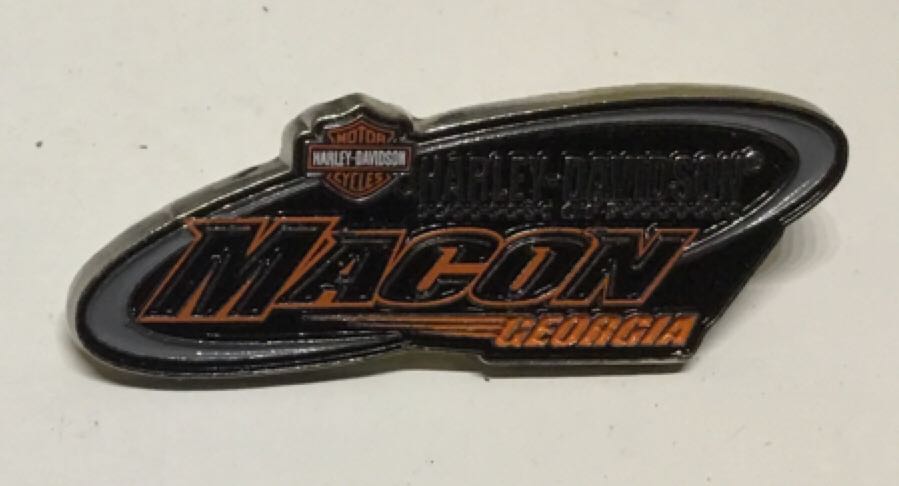 MOTOR
HARLEY-DAVIDSON
CYCLES
HARLEY-DAVIDSON®
MACON
GEORGIA